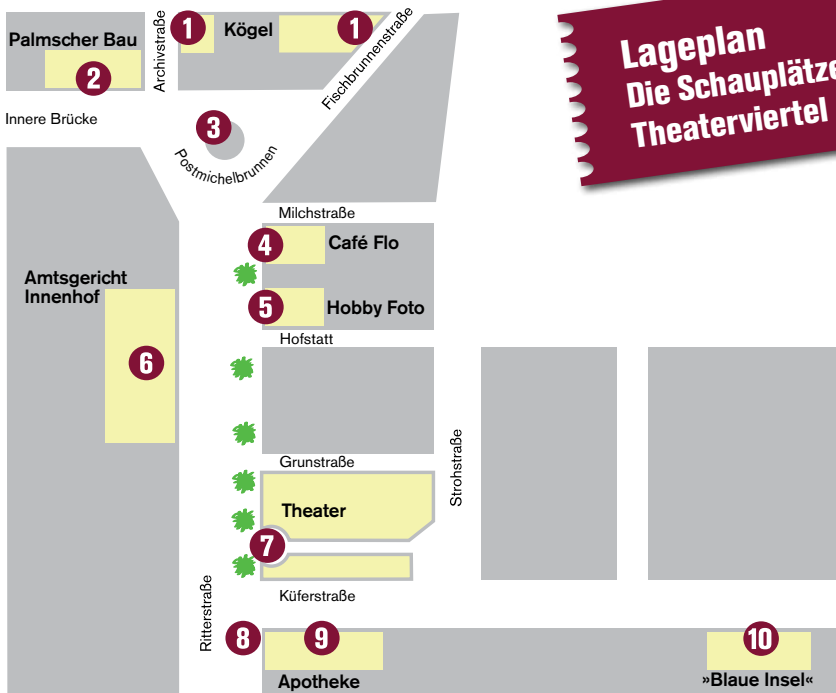 Lageplan
Die Schauplätze
Theaterviertel
1
Kögel
1
Palmscher Bau
2
Archivstraße
Fischbrunnenstraße
Innere Brücke
3
Postmichelbrunnen
Milchstraße
4
Café Flo
Amtsgericht
Innenhof
5
Hobby Foto
Hofstatt
6
Grunstraße
Strohstraße
Theater
7
Küferstraße
Ritterstraße
8
9
10
Apotheke
»Blaue Insel«